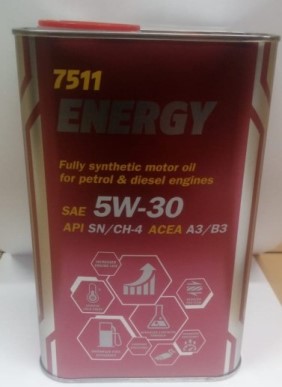 7511
ENERGY
Fully synthetic motor oil
for petrol & diesel engines
SAE 5W-30
API SN/CH-4 ACEA A3/B3